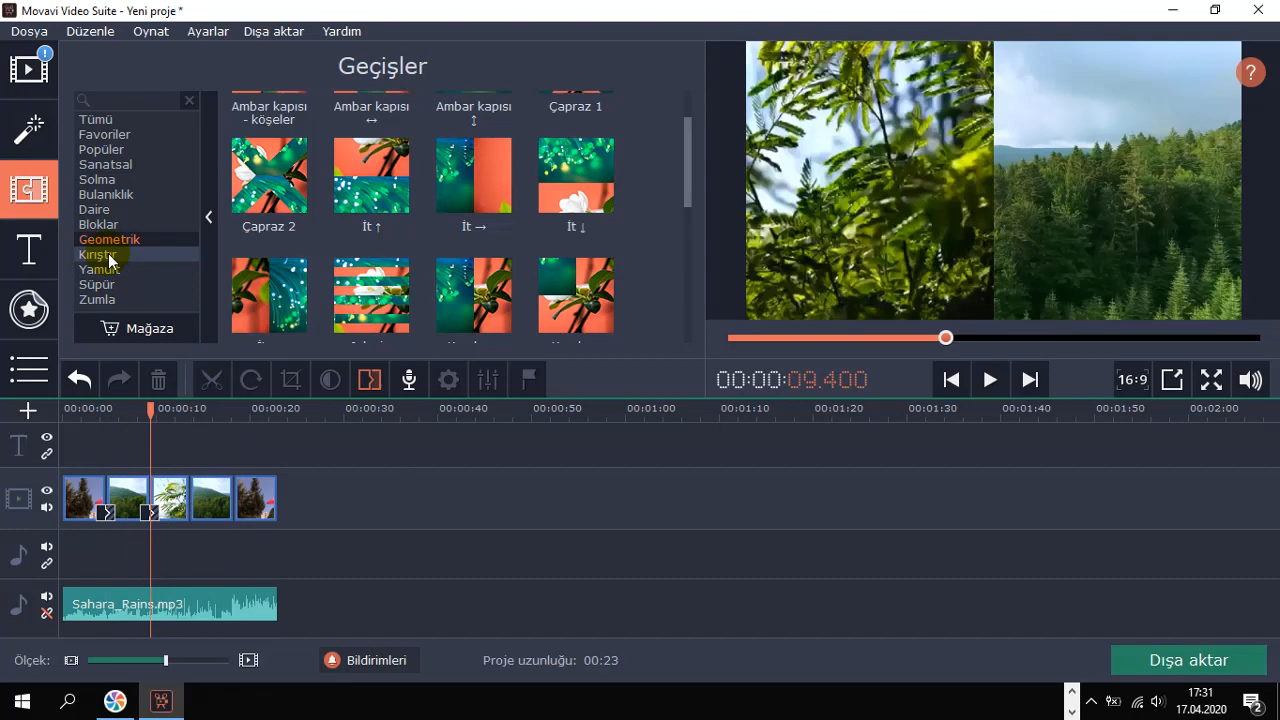 Movavi Video Suite - Yeni proje *
Dosya Düzenle Oynat Ayarlar Dışa aktar Yardım
Geçişler
?
Tümü
Favoriler
Popüler
Sanatsal
Solma
Bulanıklık
Daire
Bloklar
Geometrik
Kırıştır
Süpür
Zumla
Mağaza
Ambar kapısı - köşeler
Ambar kapısı ↔
Ambar kapısı ↕
Çapraz 1
Çapraz 2
İt ↑
İt →
İt ↓
00:00:09.400
16:9
00:00:00 00:00:10 00:00:20 00:00:30 00:00:40 00:00:50 00:01:00 00:01:10 00:01:20 00:01:30 00:01:40 00:01:50 00:02:00
Sahara_Rains.mp3
Ölçek:
Bildirimleri
Proje uzunluğu: 00:23
Dışa aktar
17:31
17.04.2020
2